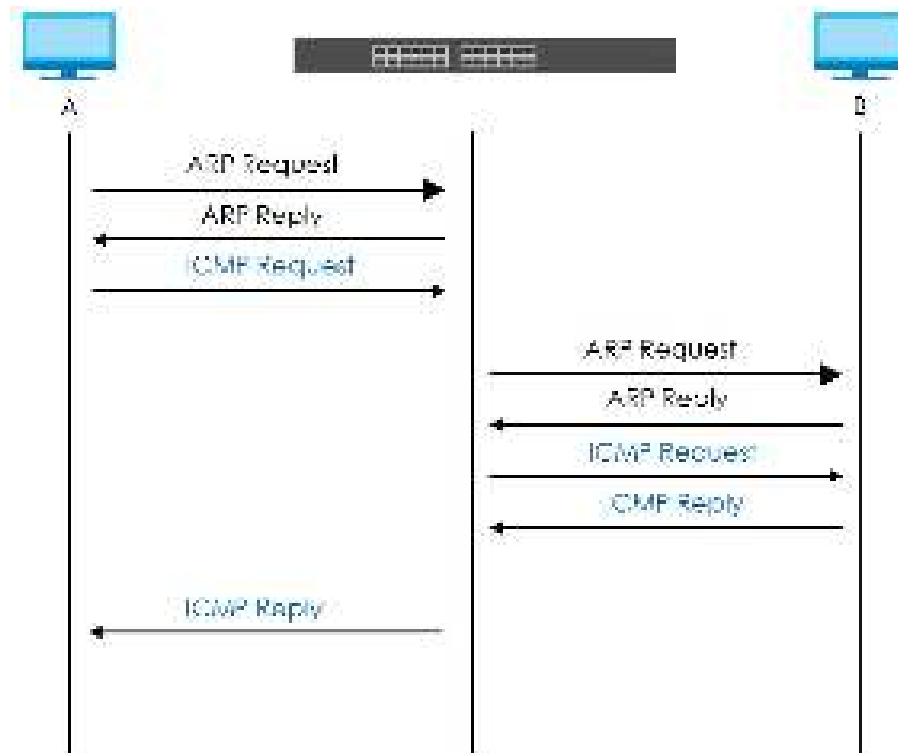 A
B
ARP Request
ARP Reply
ICMP Request
ARP Request
ARP Reply
ICMP Request
ICMP Reply
ICMP Reply